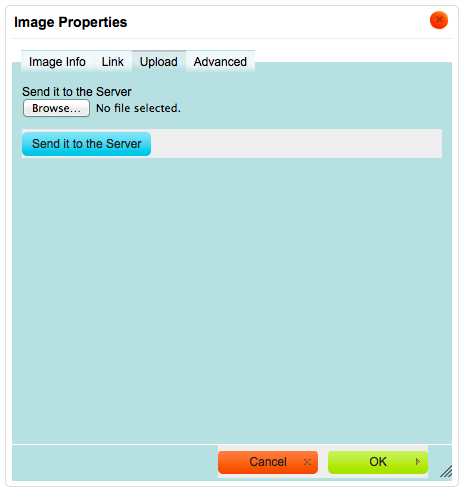 Image Properties
Image Info Link Upload Advanced
Send it to the Server
Browse... No file selected.
Send it to the Server
Cancel OK